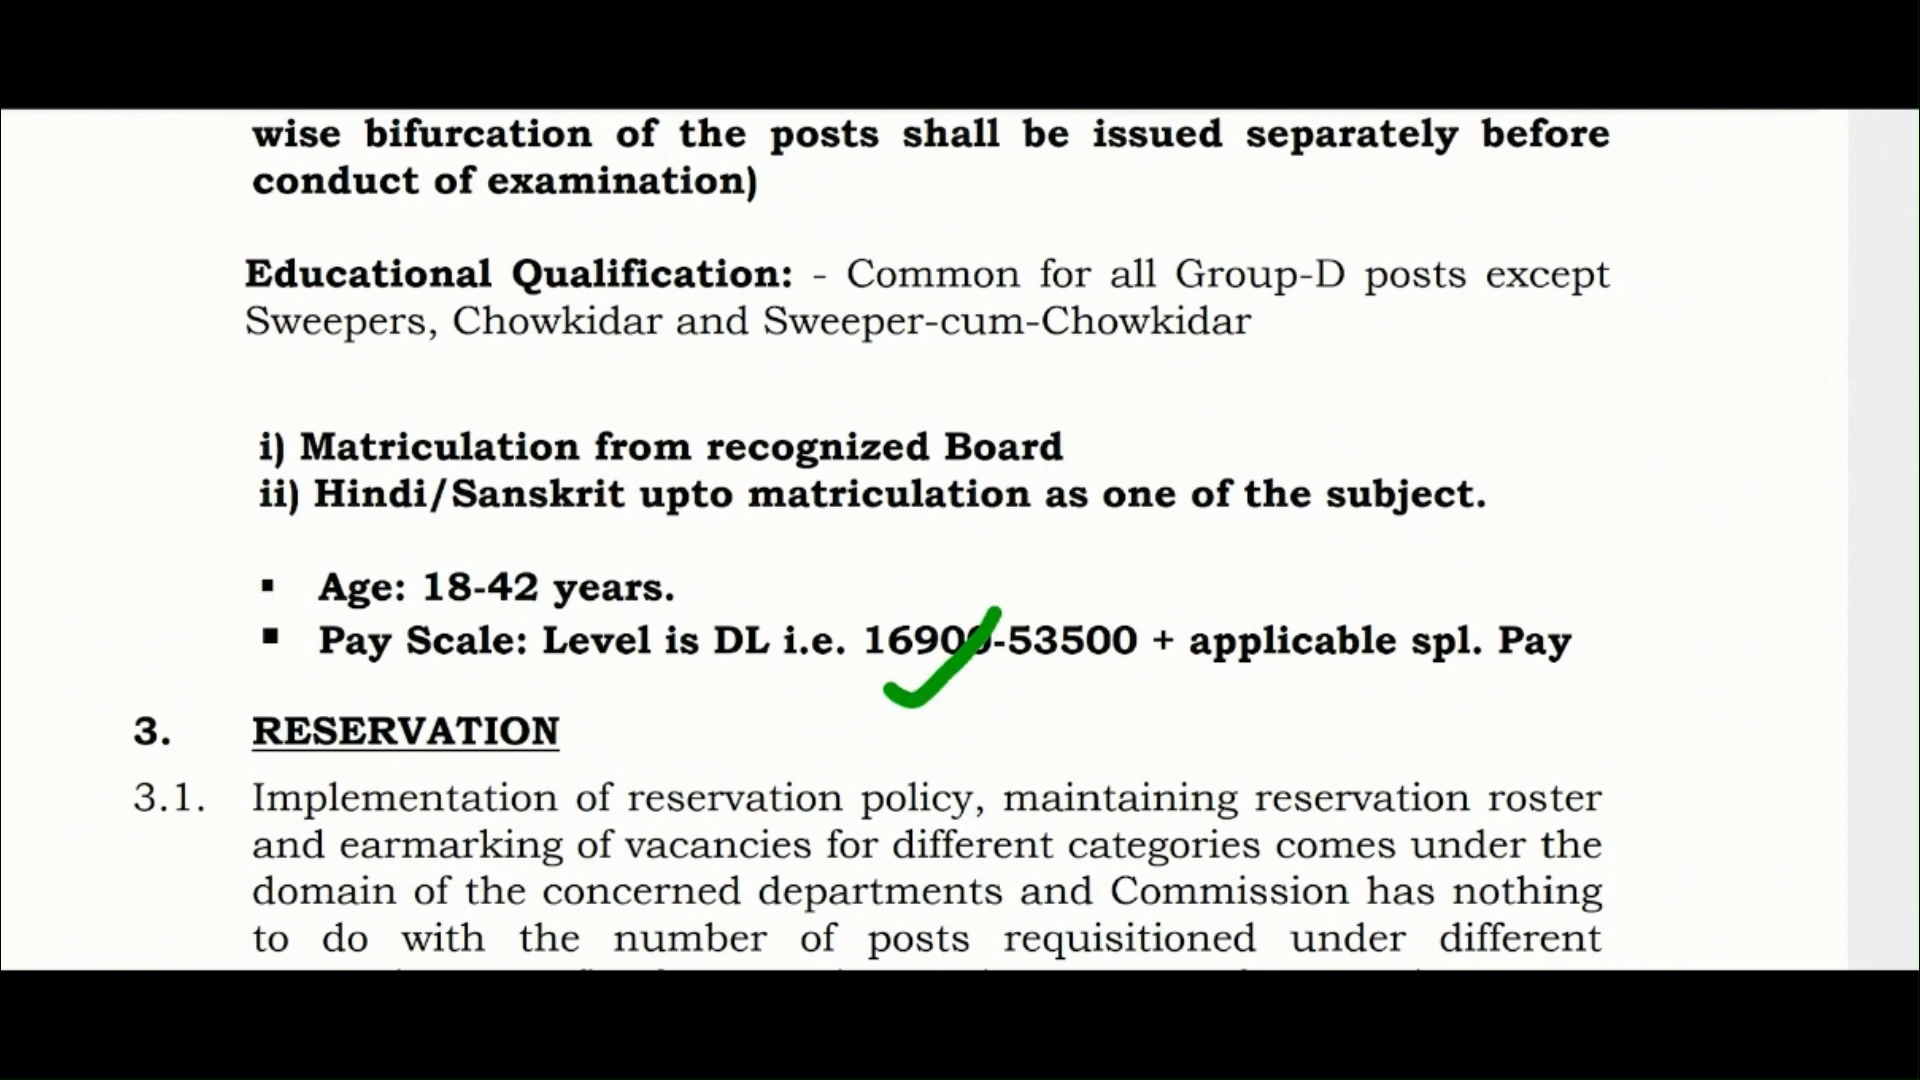 wise bifurcation of the posts shall be issued separately before
conduct of examination)
Educational Qualification: - Common for all Group-D posts except
Sweepers, Chowkidar and Sweeper-cum-Chowkidar
i) Matriculation from recognized Board
ii) Hindi/Sanskrit upto matriculation as one of the subject.
▪ Age: 18-42 years.
▪ Pay Scale: Level is DL i.e. 16900-53500 + applicable spl. Pay
3. RESERVATION
3.1. Implementation of reservation policy, maintaining reservation roster
and earmarking of vacancies for different categories comes under the
domain of the concerned departments and Commission has nothing
to do with the number of posts requisitioned under different